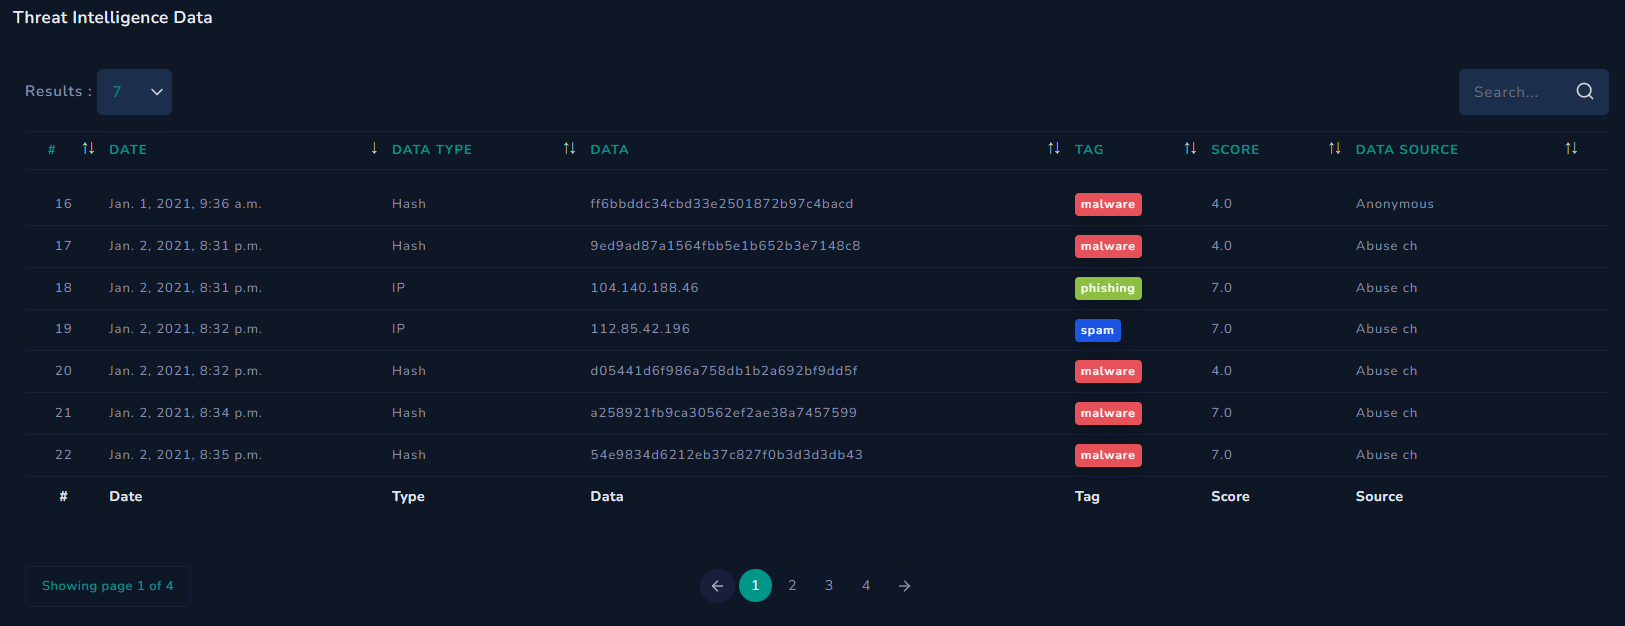 Threat Intelligence Data
Results : 7
Search...
# DATE DATA TYPE DATA TAG SCORE DATA SOURCE
16 Jan. 1, 2021, 9:36 a.m. Hash ff6bbddc34cbd33e2501872b97c4bacd malware 4.0 Anonymous
17 Jan. 2, 2021, 8:31 p.m. Hash 9ed9ad87a1564fbb5e1b652b3e7148c8 malware 4.0 Abuse ch
18 Jan. 2, 2021, 8:31 p.m. IP 104.140.188.46 phishing 7.0 Abuse ch
19 Jan. 2, 2021, 8:32 p.m. IP 112.85.42.196 spam 7.0 Abuse ch
20 Jan. 2, 2021, 8:32 p.m. Hash d05441d6f986a758db1b2a692bf9dd5f malware 4.0 Abuse ch
21 Jan. 2, 2021, 8:34 p.m. Hash a258921fb9ca30562ef2ae38a7457599 malware 7.0 Abuse ch
22 Jan. 2, 2021, 8:35 p.m. Hash 54e9834d6212eb37c827f0b3d3d3db43 malware 7.0 Abuse ch
# Date Type Data Tag Score Source
Showing page 1 of 4
1 2 3 4